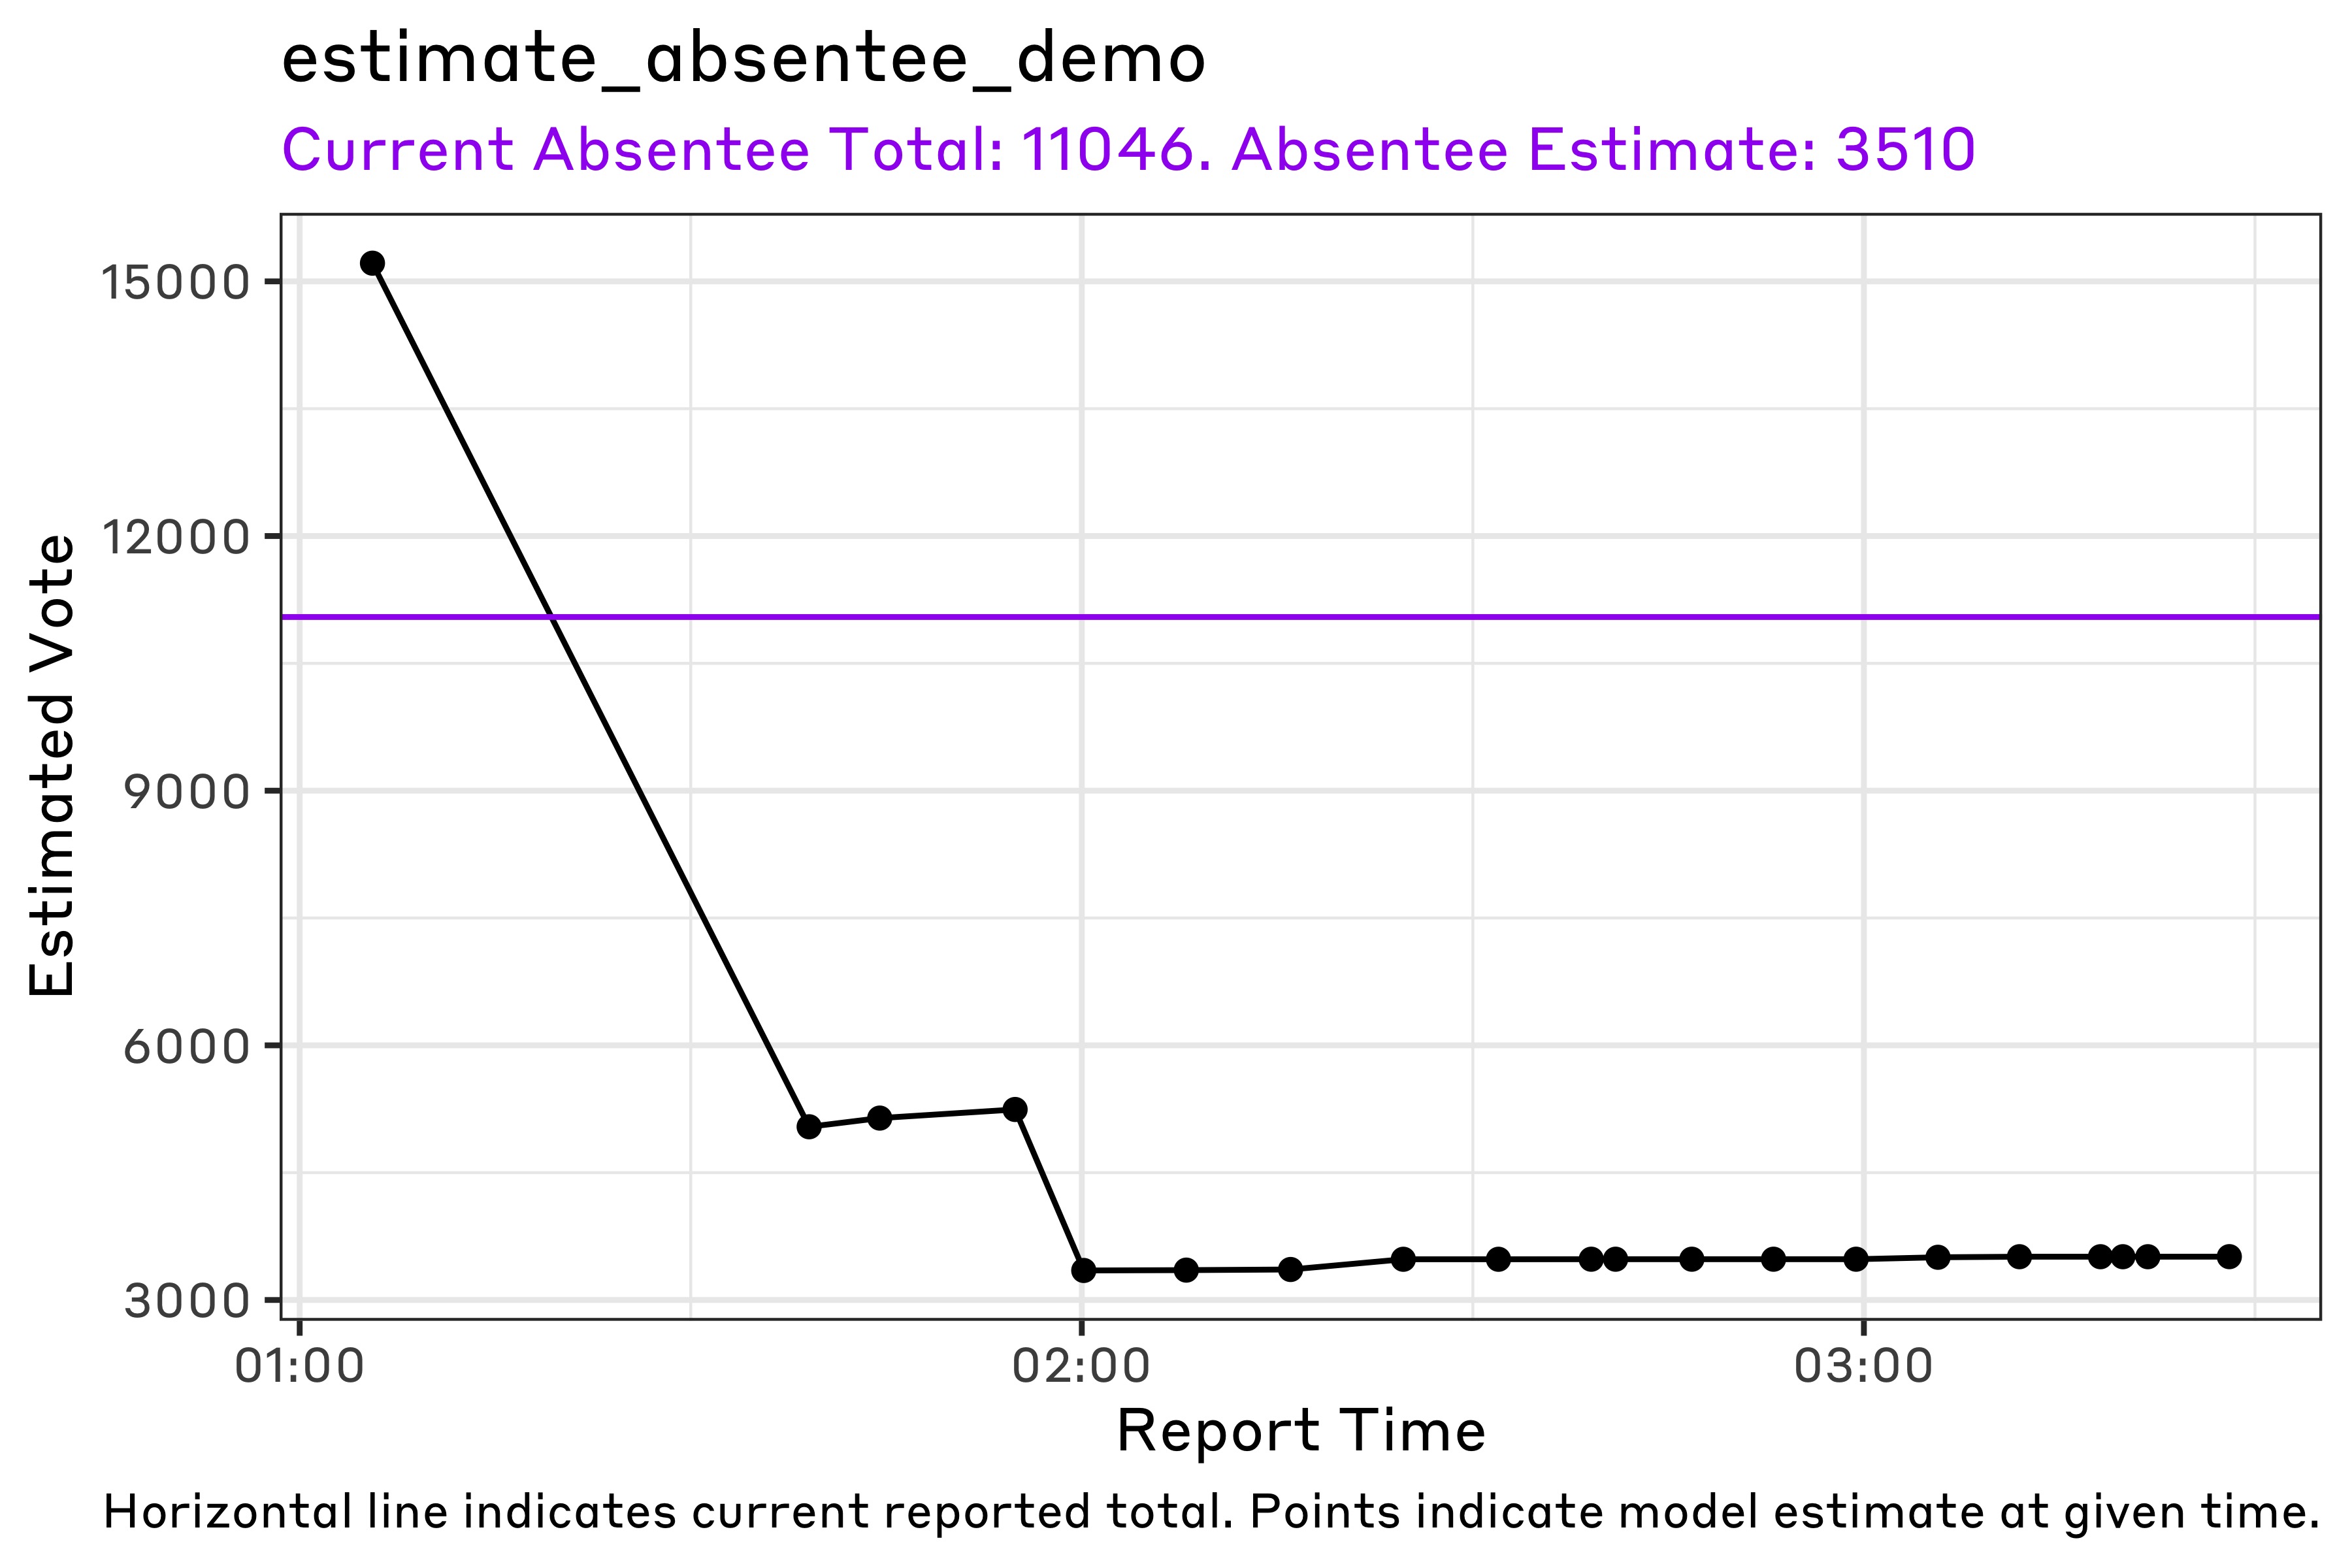 estimate_absentee_demo
Current Absentee Total: 11046. Absentee Estimate: 3510
Estimated Vote
15000
12000
9000
6000
3000
01:00 02:00 03:00
Report Time
Horizontal line indicates current reported total. Points indicate model estimate at given time.